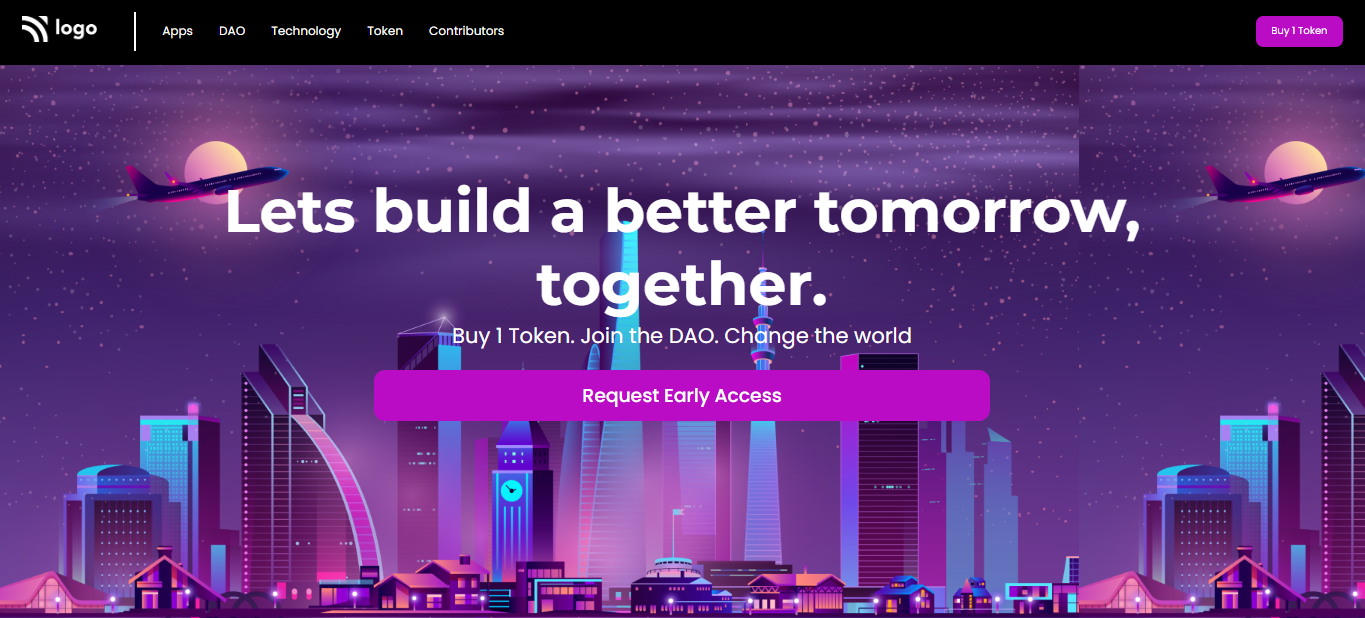 logo
Apps
DAO
Technology
Token
Contributors
Buy 1 Token
Lets build a better tomorrow,
together.
Buy 1 Token. Join the DAO. Change the world
Request Early Access